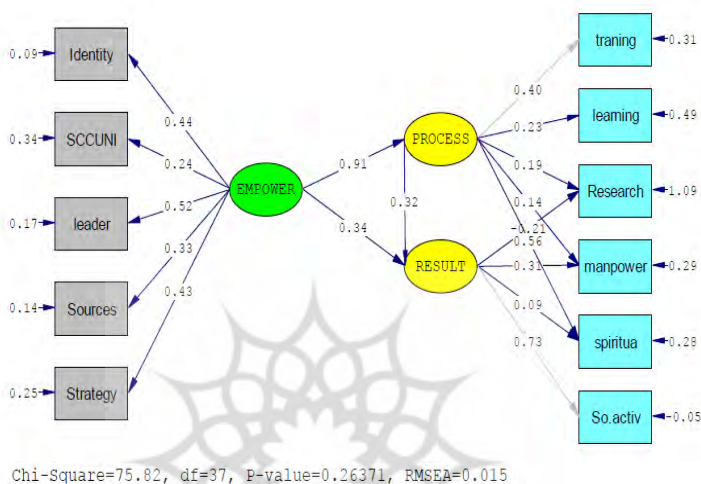 0.09 Identity
0.34 SCCUNI
0.17 leader
0.14 Sources
0.25 Strategy
0.44
0.24
0.52
0.33
0.43
EMPOWER
0.91
0.34
PROCESS
0.32
RESULT
0.40
0.23
0.19
0.14
-0.21
0.56
0.31
0.09
0.73
traning 0.31
learning 0.49
Research 1.09
manpower 0.29
spiritua 0.28
So.activ -0.05
Chi-Square=75.82, df=37, P-value=0.26371, RMSEA=0.015